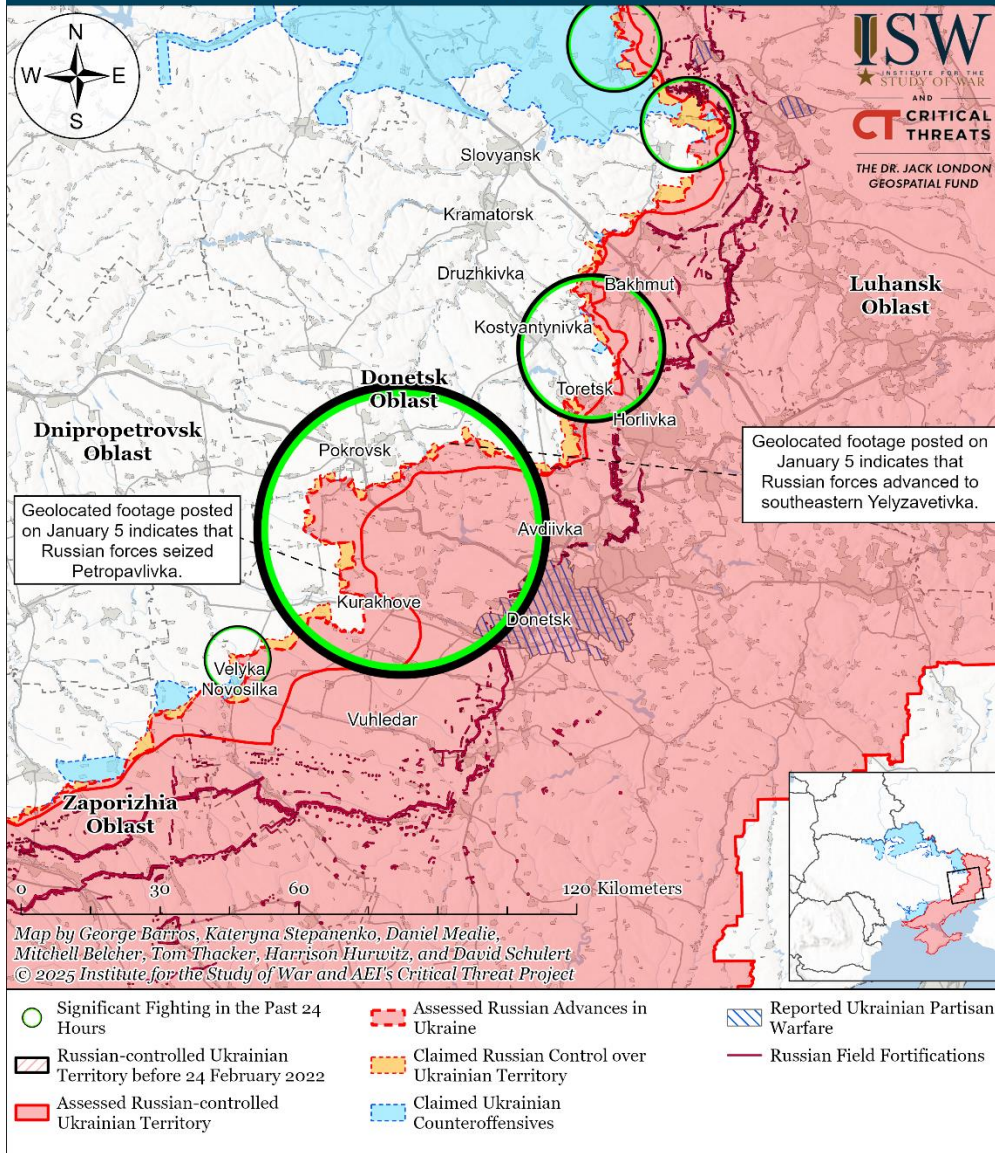 N
W E
S
ISW
INSTITUTE FOR THE
STUDY OF WAR
AND
CT CRITICAL
THREATS
THE DR. JACK LONDON
GEOSPATIAL FUND
Slovyansk
Kramatorsk
Druzhkivka
Bakhmut
Luhansk
Oblast
Kostyantynivka
Donetsk
Oblast
Toretsk
Horlivka
Dnipropetrovsk
Oblast
Pokrovsk
Geolocated footage posted on
January 5 indicates that
Russian forces advanced to
southeastern Yelyzavetivka.
Geolocated footage posted
on January 5 indicates that
Russian forces seized
Petropavlivka.
Avdiivka
Kurakhove
Donetsk
Velyka
Novosilka
Vuhledar
Zaporizhia
Oblast
0 30 60 120 Kilometers
Map by George Barros, Kateryna Stepanenko, Daniel Mealie,
Mitchell Belcher, Tom Thacker, Harrison Hurwitz, and David Schulert
© 2025 Institute for the Study of War and AEI's Critical Threat Project
Significant Fighting in the Past 24
Hours
Russian-controlled Ukrainian
Territory before 24 February 2022
Assessed Russian-controlled
Ukrainian Territory
Assessed Russian Advances in
Ukraine
Claimed Russian Control over
Ukrainian Territory
Claimed Ukrainian
Counteroffensives
Reported Ukrainian Partisan
Warfare
Russian Field Fortifications